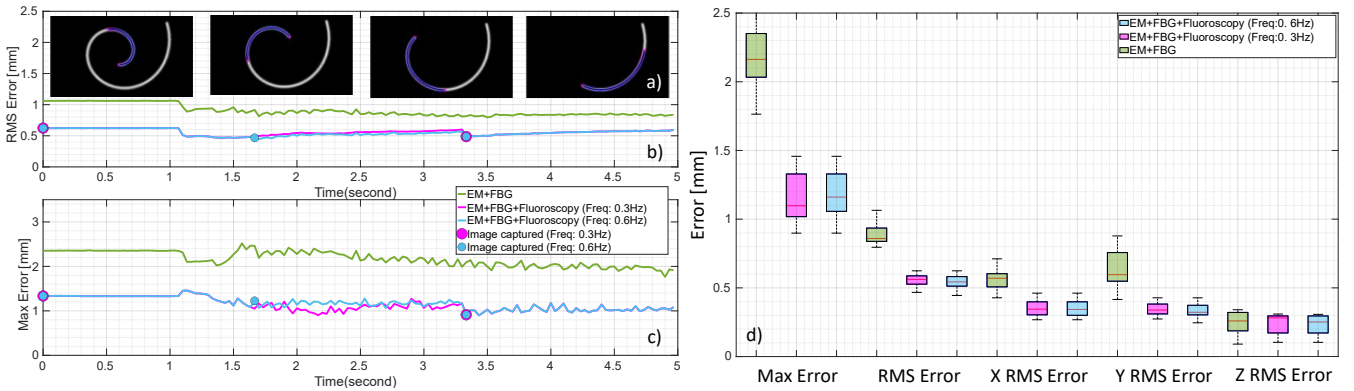 2.5
2
1.5
1
0.5
0
RMS Error [mm]
a)
b)
0 0.5 1 1.5 2 2.5 3 3.5 4 4.5 5
Time(second)
3
2
1
0
Max Error [mm]
EM+FBG
EM+FBG+Fluoroscopy (Freq: 0.3Hz)
EM+FBG+Fluoroscopy (Freq: 0.6Hz)
Image captured (Freq: 0.3Hz)
Image captured (Freq: 0.6Hz)
c)
0 0.5 1 1.5 2 2.5 3 3.5 4 4.5 5
Time(second)
2.5
2
1.5
1
0.5
0
Error [mm]
EM+FBG+Fluoroscopy (Freq:0. 6Hz)
EM+FBG+Fluoroscopy (Freq:0. 3Hz)
EM+FBG
d)
Max Error RMS Error X RMS Error Y RMS Error Z RMS Error